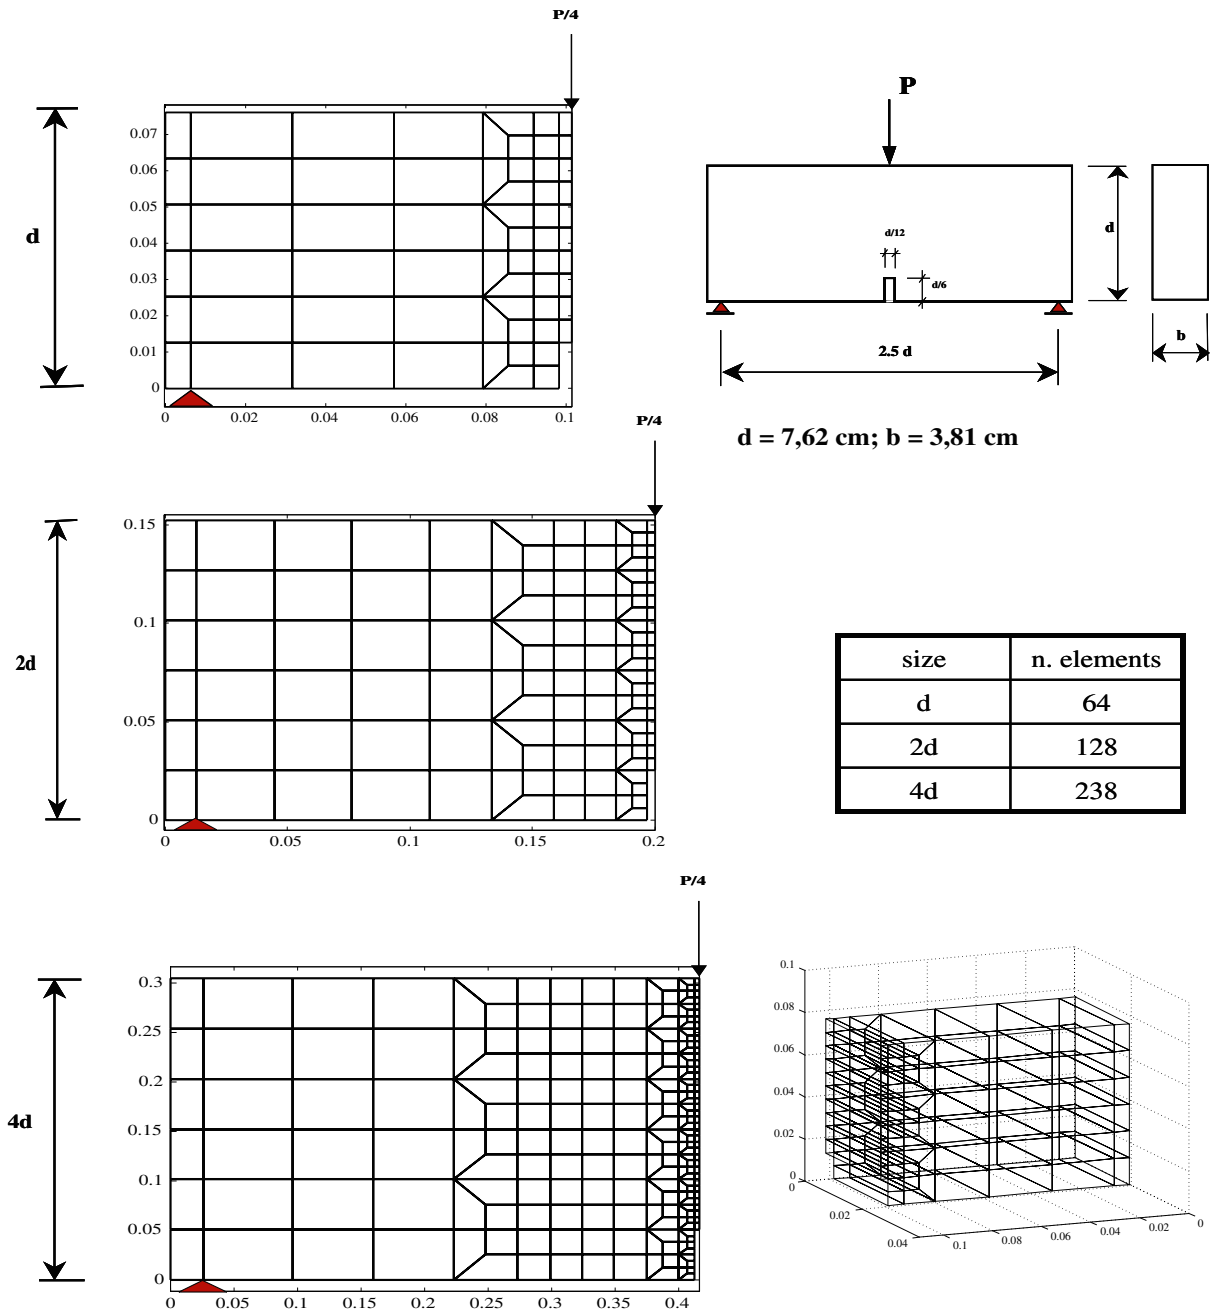 P/4
d
0.07
0.06
0.05
0.04
0.03
0.02
0.01
0
0 0.02 0.04 0.06 0.08 0.1
P
d/12
d/6
d
b
2.5 d
d = 7,62 cm; b = 3,81 cm
P/4
2d
0.15
0.1
0.05
0
0 0.05 0.1 0.15 0.2
size n. elements
d 64
2d 128
4d 238
P/4
4d
0.3
0.25
0.2
0.15
0.1
0.05
0
0 0.05 0.1 0.15 0.2 0.25 0.3 0.35 0.4
0.1
0.08
0.06
0.04
0.02
0
0
0.02
0.04
0.1 0.08 0.06 0.04 0.02 0